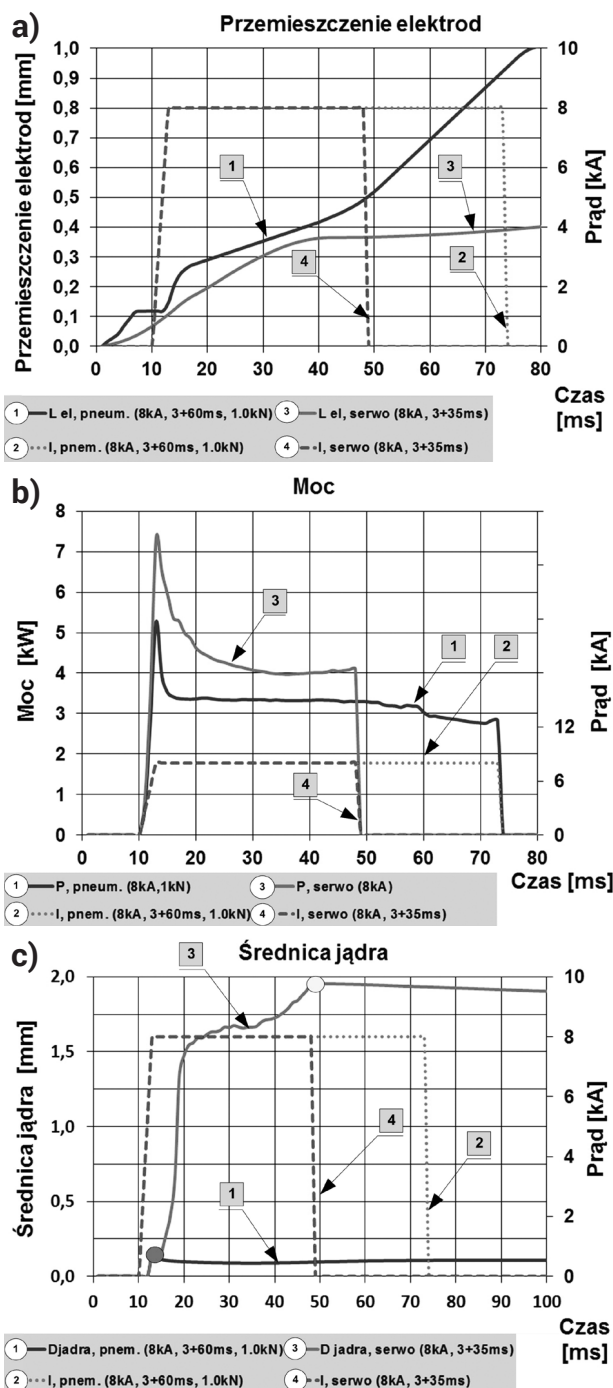 a)
Przemieszczenie elektrod
Przemieszczenie elektrod [mm]
1,0
0,9
0,8
0,7
0,6
0,5
0,4
0,3
0,2
0,1
0,0
10
8
6
4
2
0
Prąd [kA]
1
3
4
2
0 10 20 30 40 50 60 70 80
Czas [ms]
1 L el, pneum. (8kA, 3+60ms, 1.0kN) 3 L el, serwo (8kA, 3+35ms)
2 I, pnem. (8kA, 3+60ms, 1.0kN) 4 I, serwo (8kA, 3+35ms)
b)
Moc
Moc [kW]
8
7
6
5
4
3
2
1
0
12
8
4
0
Prąd [kA]
3
1
2
4
0 10 20 30 40 50 60 70 80
Czas [ms]
1 P, pneum. (8kA,1kN) 3 P, serwo (8kA)
2 I, pnem. (8kA, 3+60ms, 1.0kN) 4 I, serwo (8kA, 3+35ms)
c)
Średnica jądra
Średnica jądra [mm]
2,0
1,5
1,0
0,5
0,0
10
8
6
4
2
0
Prąd [kA]
3
4
2
1
0 10 20 30 40 50 60 70 80 90 100
Czas [ms]
1 Djadra, pnem. (8kA, 3+60ms, 1.0kN) 3 D jadra, serwo (8kA, 3+35ms)
2 I, pnem. (8kA, 3+60ms, 1.0kN) 4 I, serwo (8kA, 3+35ms)